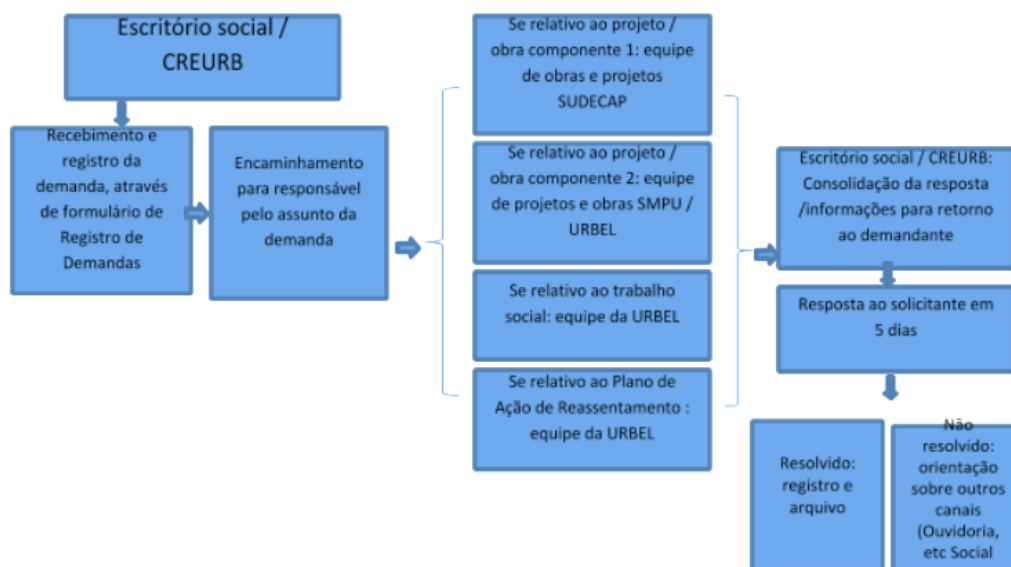 Escritório social /
CREURB
Recebimento e
registro da
demanda, através
de formulário de
Registro de
Demandas
Encaminhamento
para responsável
pelo assunto da
demanda
Se relativo ao projeto /
obra componente 1: equipe
de obras e projetos
SUDECAP
Se relativo ao projeto /
obra componente 2: equipe
de projetos e obras SMPU /
URBEL
Se relativo ao trabalho
social: equipe da URBEL
Se relativo ao Plano de
Ação de Reassentamento :
equipe da URBEL
Escritório social / CREURB:
Consolidação da resposta
/informações para retorno
ao demandante
Resposta ao solicitante em
5 dias
Resolvido:
registro e
arquivo
Não
resolvido:
orientação
sobre outros
canais
(Ouvidoria,
etc Social